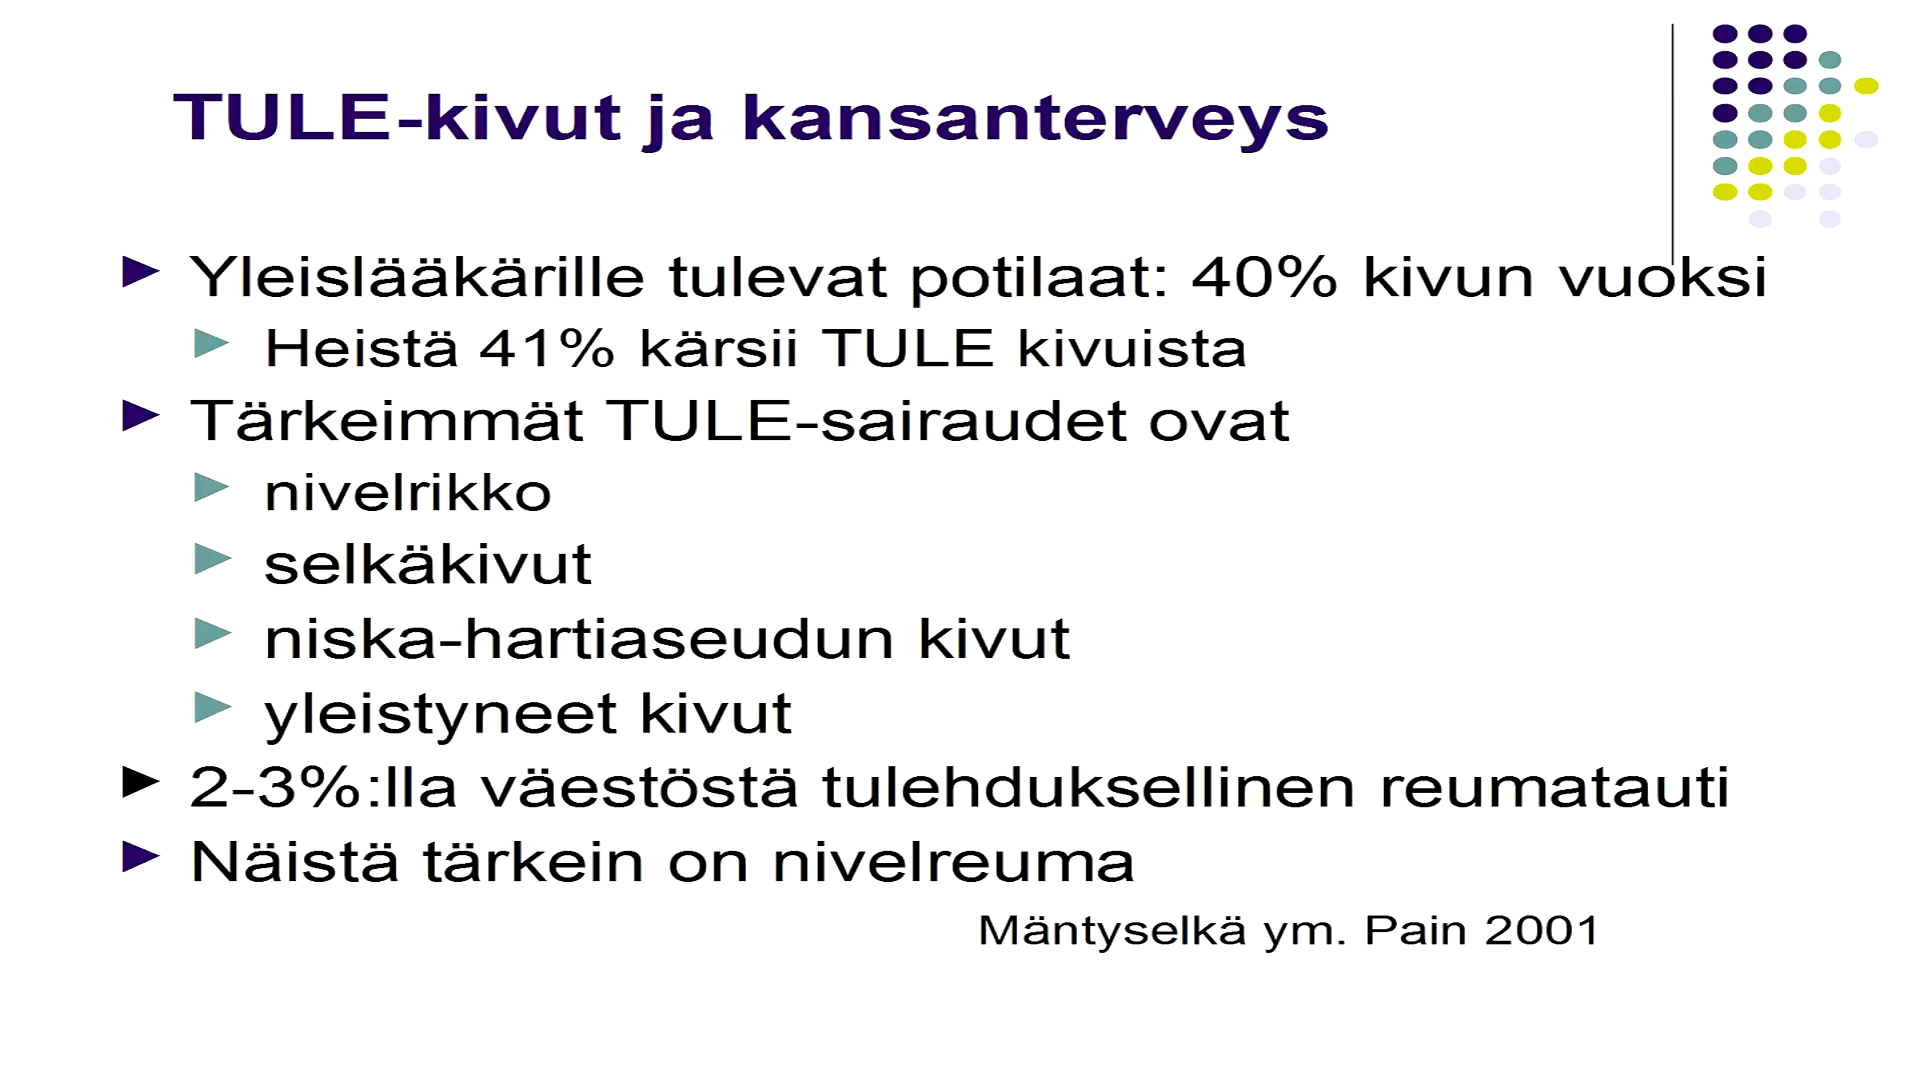 TULE-kivut ja kansanterveys
Yleislääkärille tulevat potilaat: 40% kivun vuoksi
Heistä 41% kärsii TULE kivuista
Tärkeimmät TULE-sairaudet ovat
nivelrikko
selkäkivut
niska-hartiaseudun kivut
yleistyneet kivut
2-3%:lla väestöstä tulehduksellinen reumatauti
Näistä tärkein on nivelreuma
Mäntyselkä ym. Pain 2001